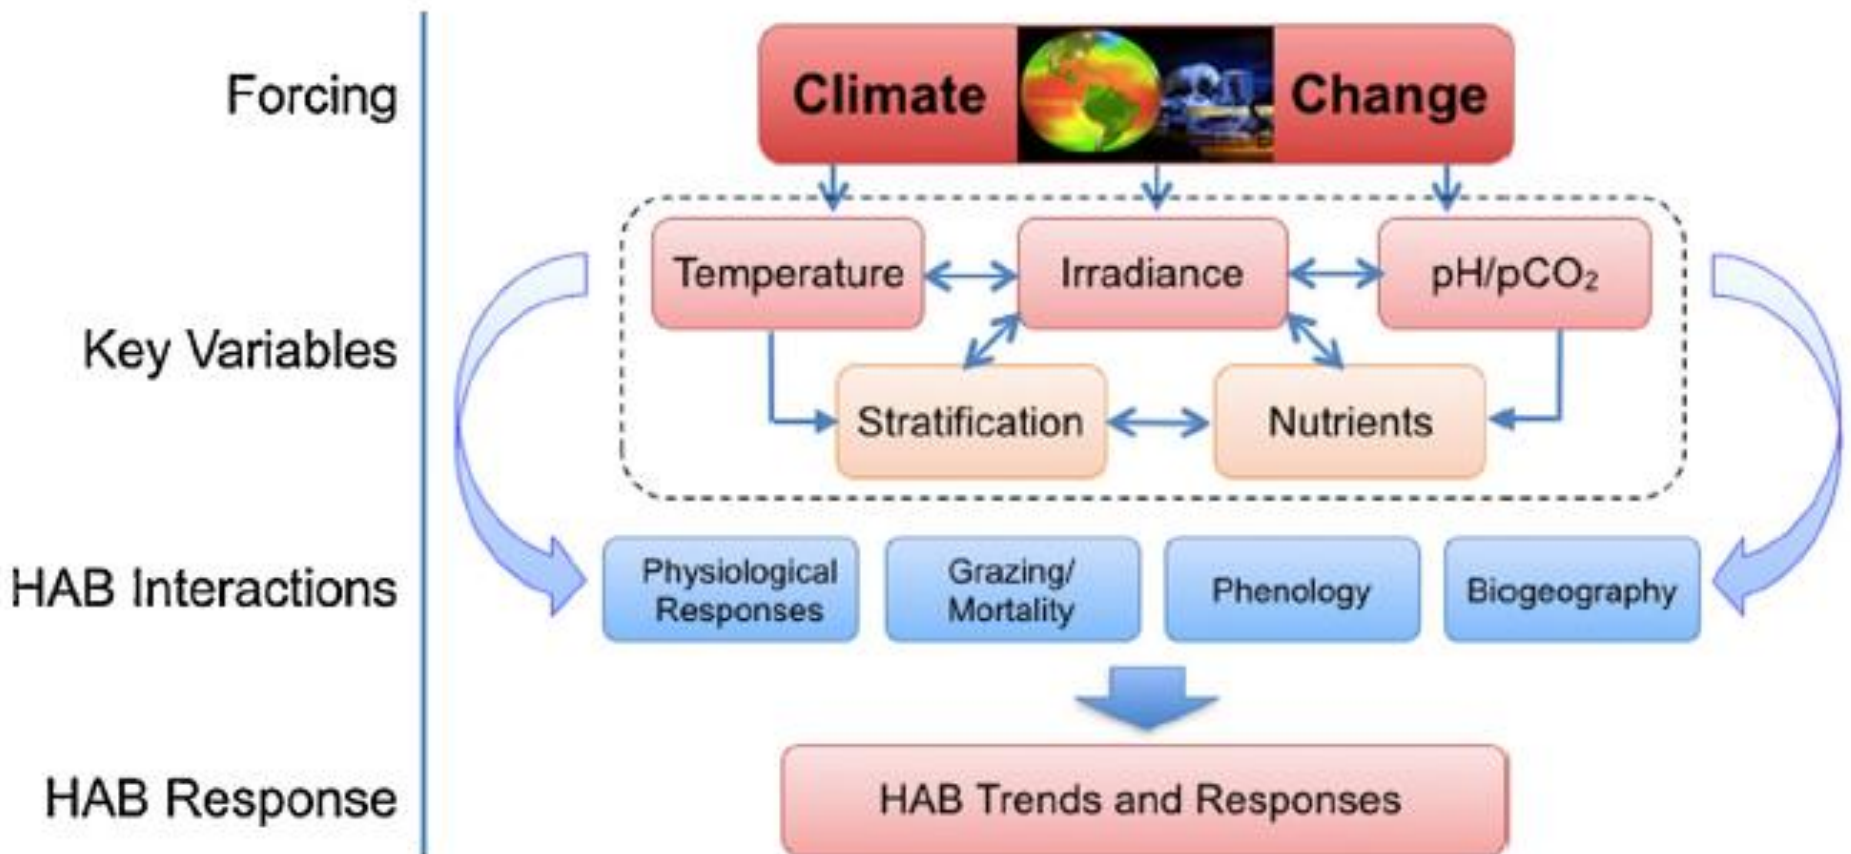 Forcing
Climate Change
Key Variables
Temperature
Irradiance
pH/pCO₂
Stratification
Nutrients
HAB Interactions
Physiological
Responses
Grazing/
Mortality
Phenology
Biogeography
HAB Response
HAB Trends and Responses